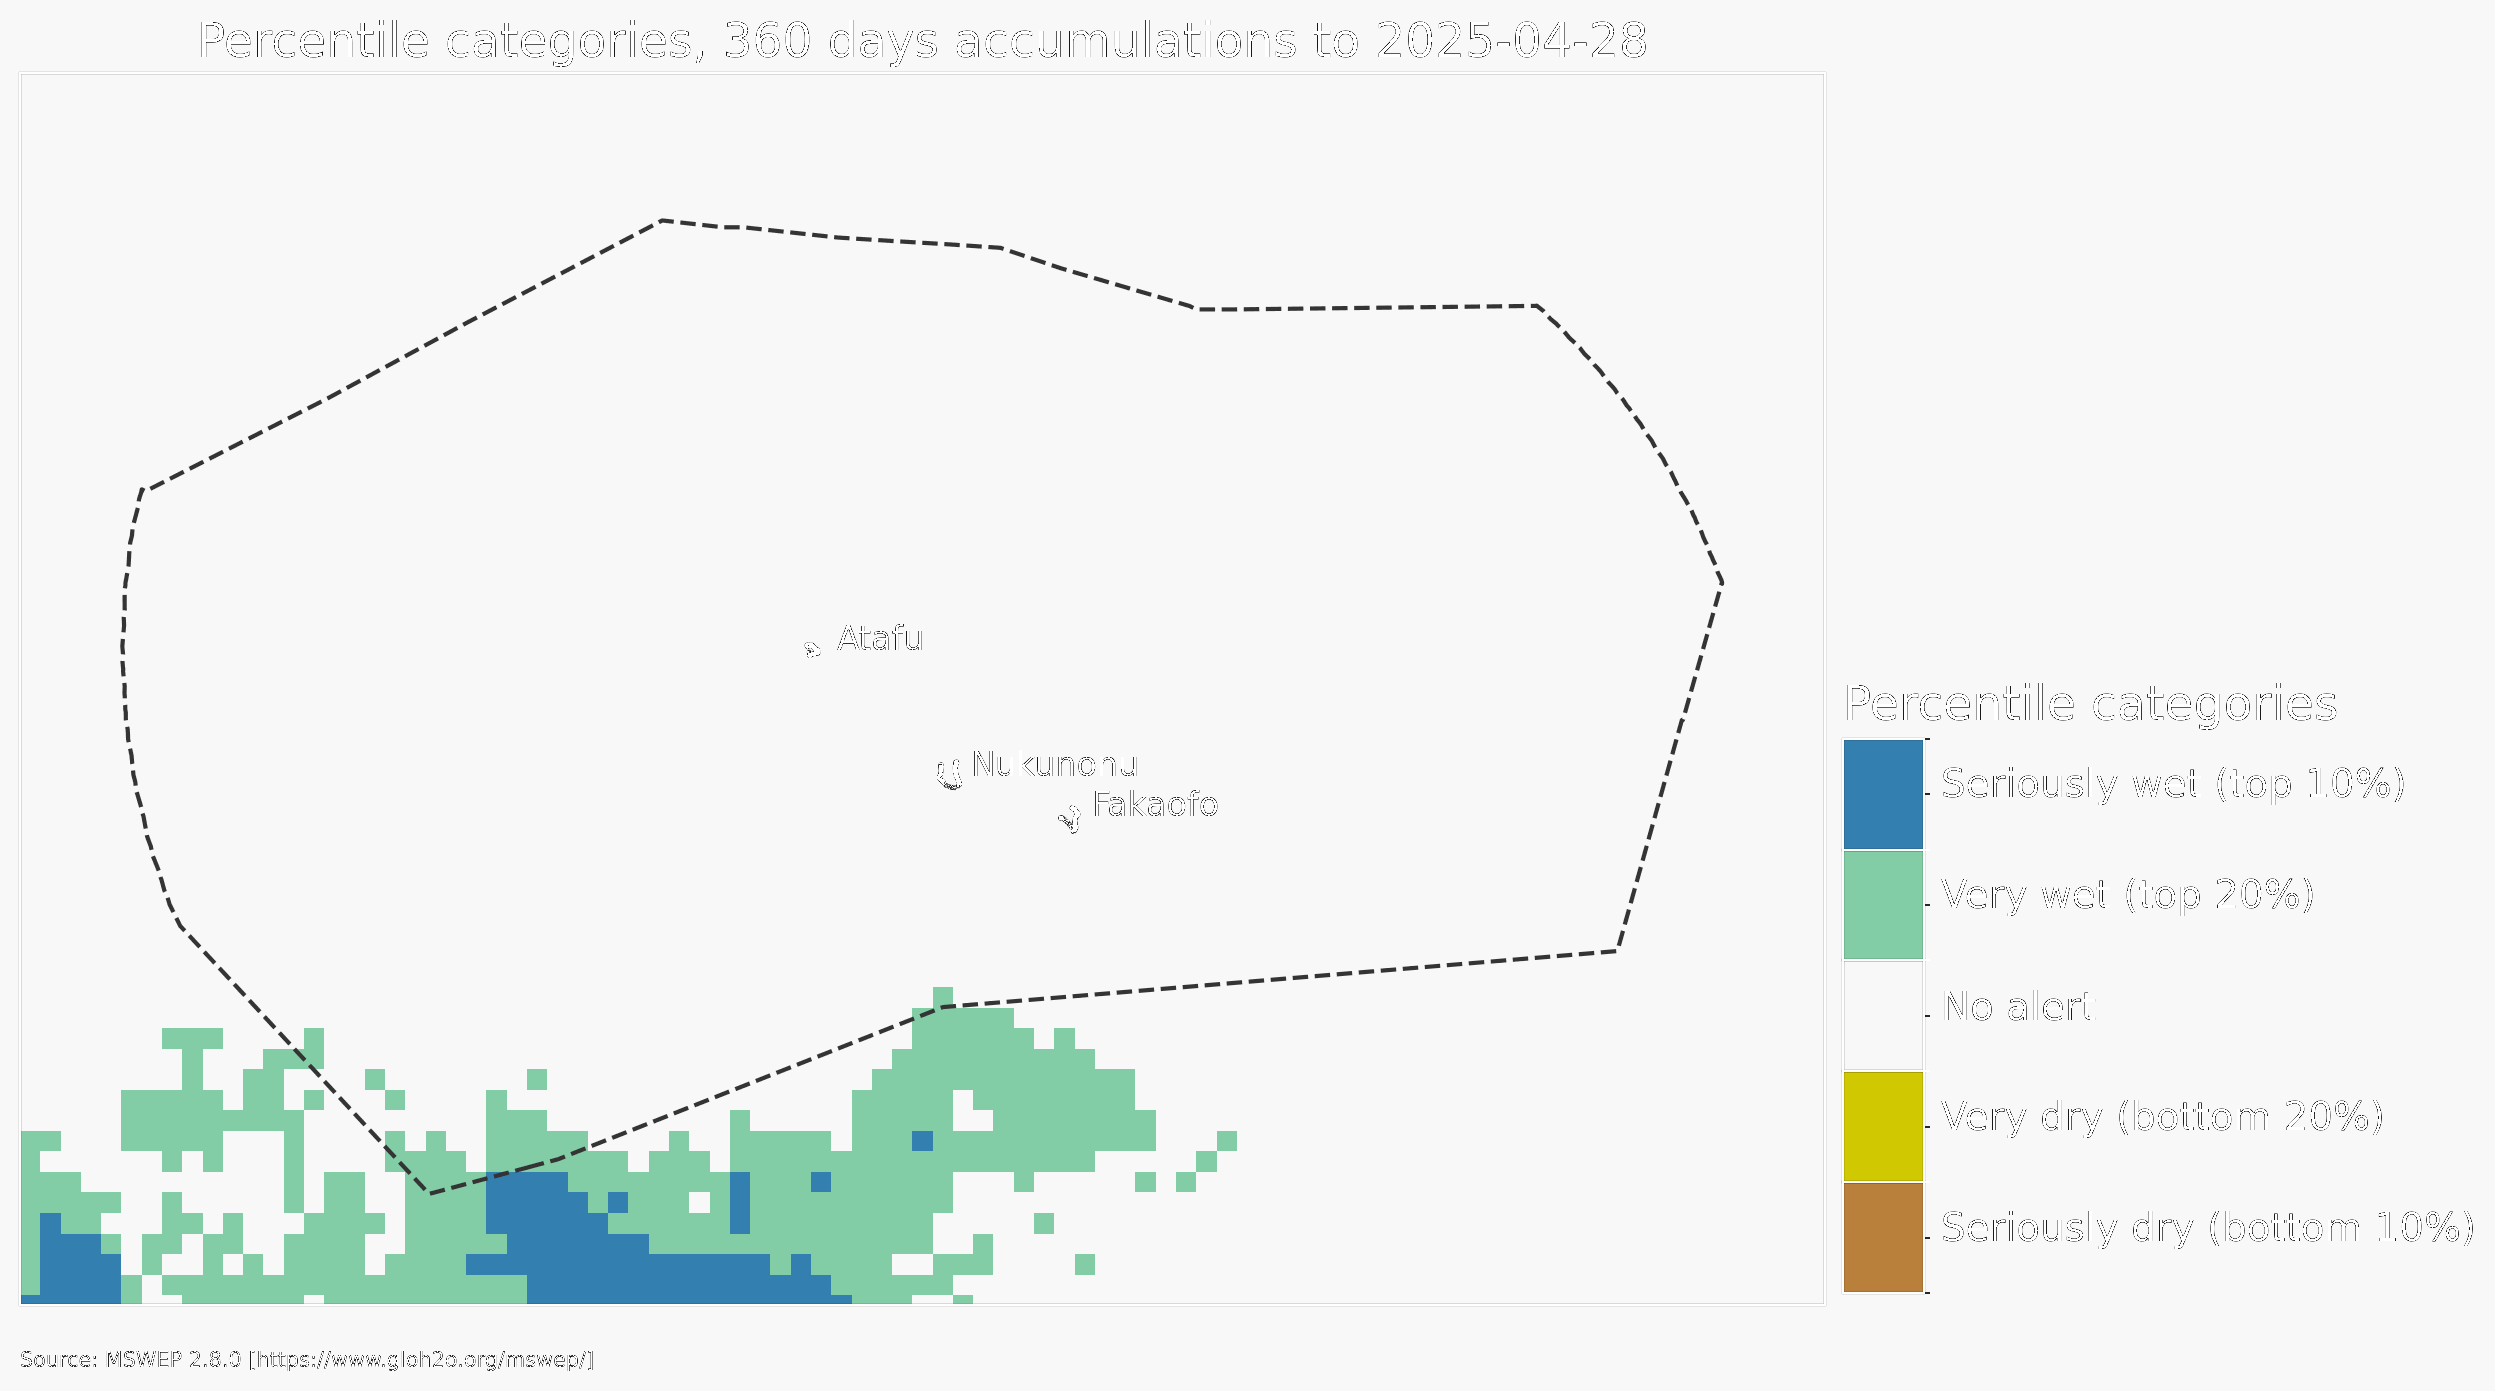 Percentile categories, 360 days accumulations to 2025-04-28
Atafu
Nukunonu
Fakaofo
Percentile categories
Seriously wet (top 10%)
Very wet (top 20%)
No alert
Very dry (bottom 20%)
Seriously dry (bottom 10%)
Source: MSWEP 2.8.0 [https://www.gloh2o.org/mswep/]